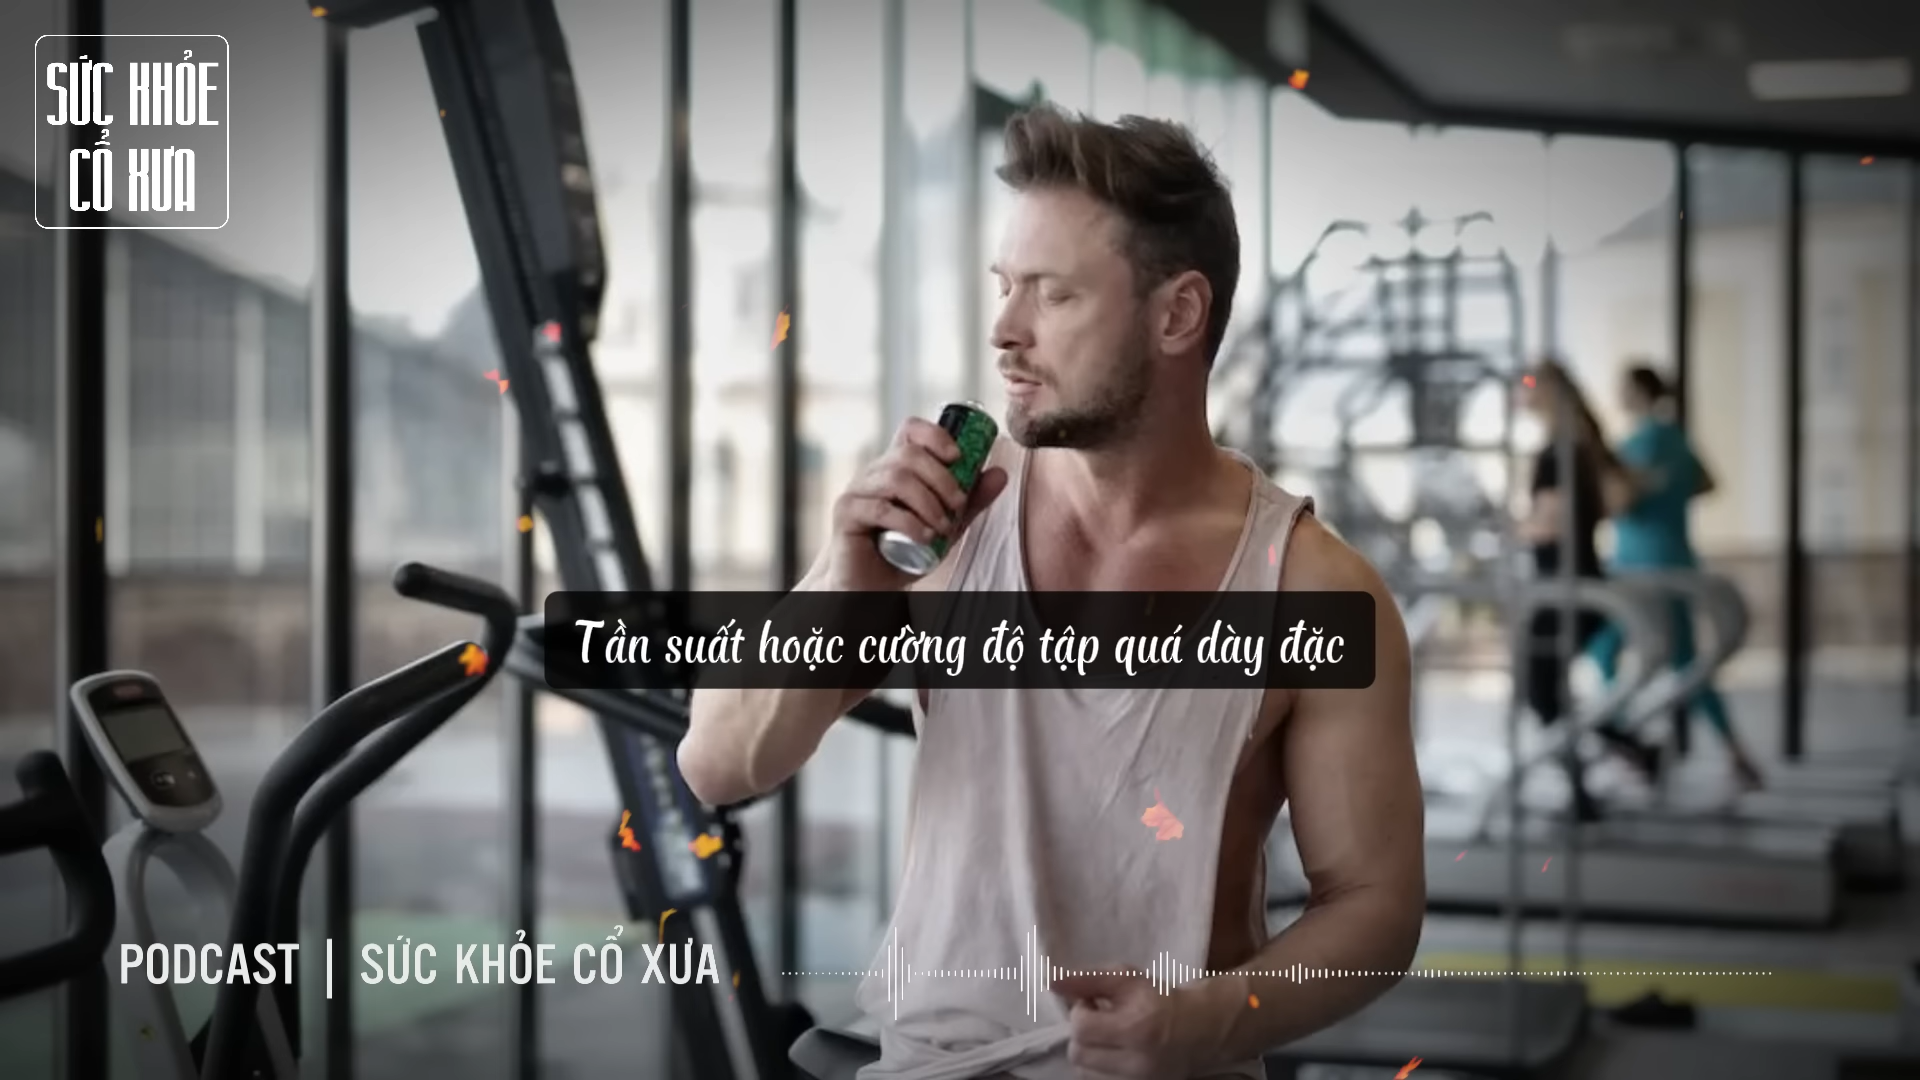 SỨC KHỎE
CỔ XƯA
Tần suất hoặc cường độ tập quá dày đặc
PODCAST | SỨC KHỎE CỔ XƯA